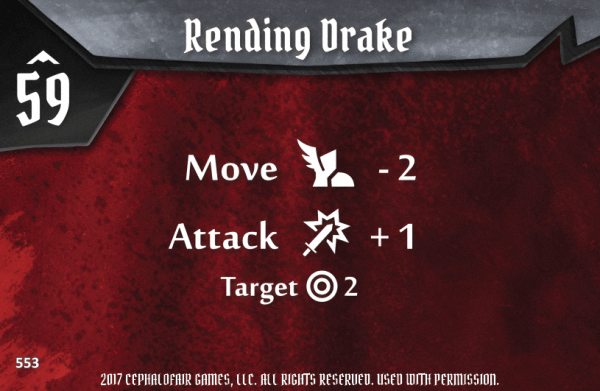 Rending Drake
59
Move - 2
Attack + 1
Target 2
553
2017 CEPHALOFAIR GAMES, LLC. ALL RIGHTS RESERVED. USED WITH PERMISSION.